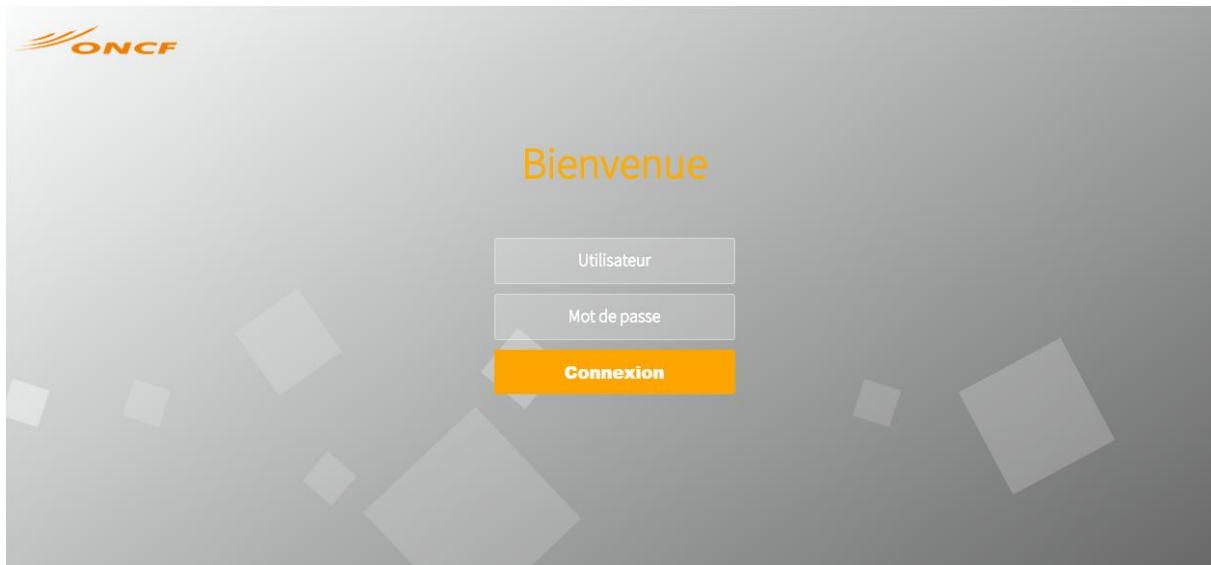 ONCF
Bienvenue
Utilisateur
Mot de passe
Connexion